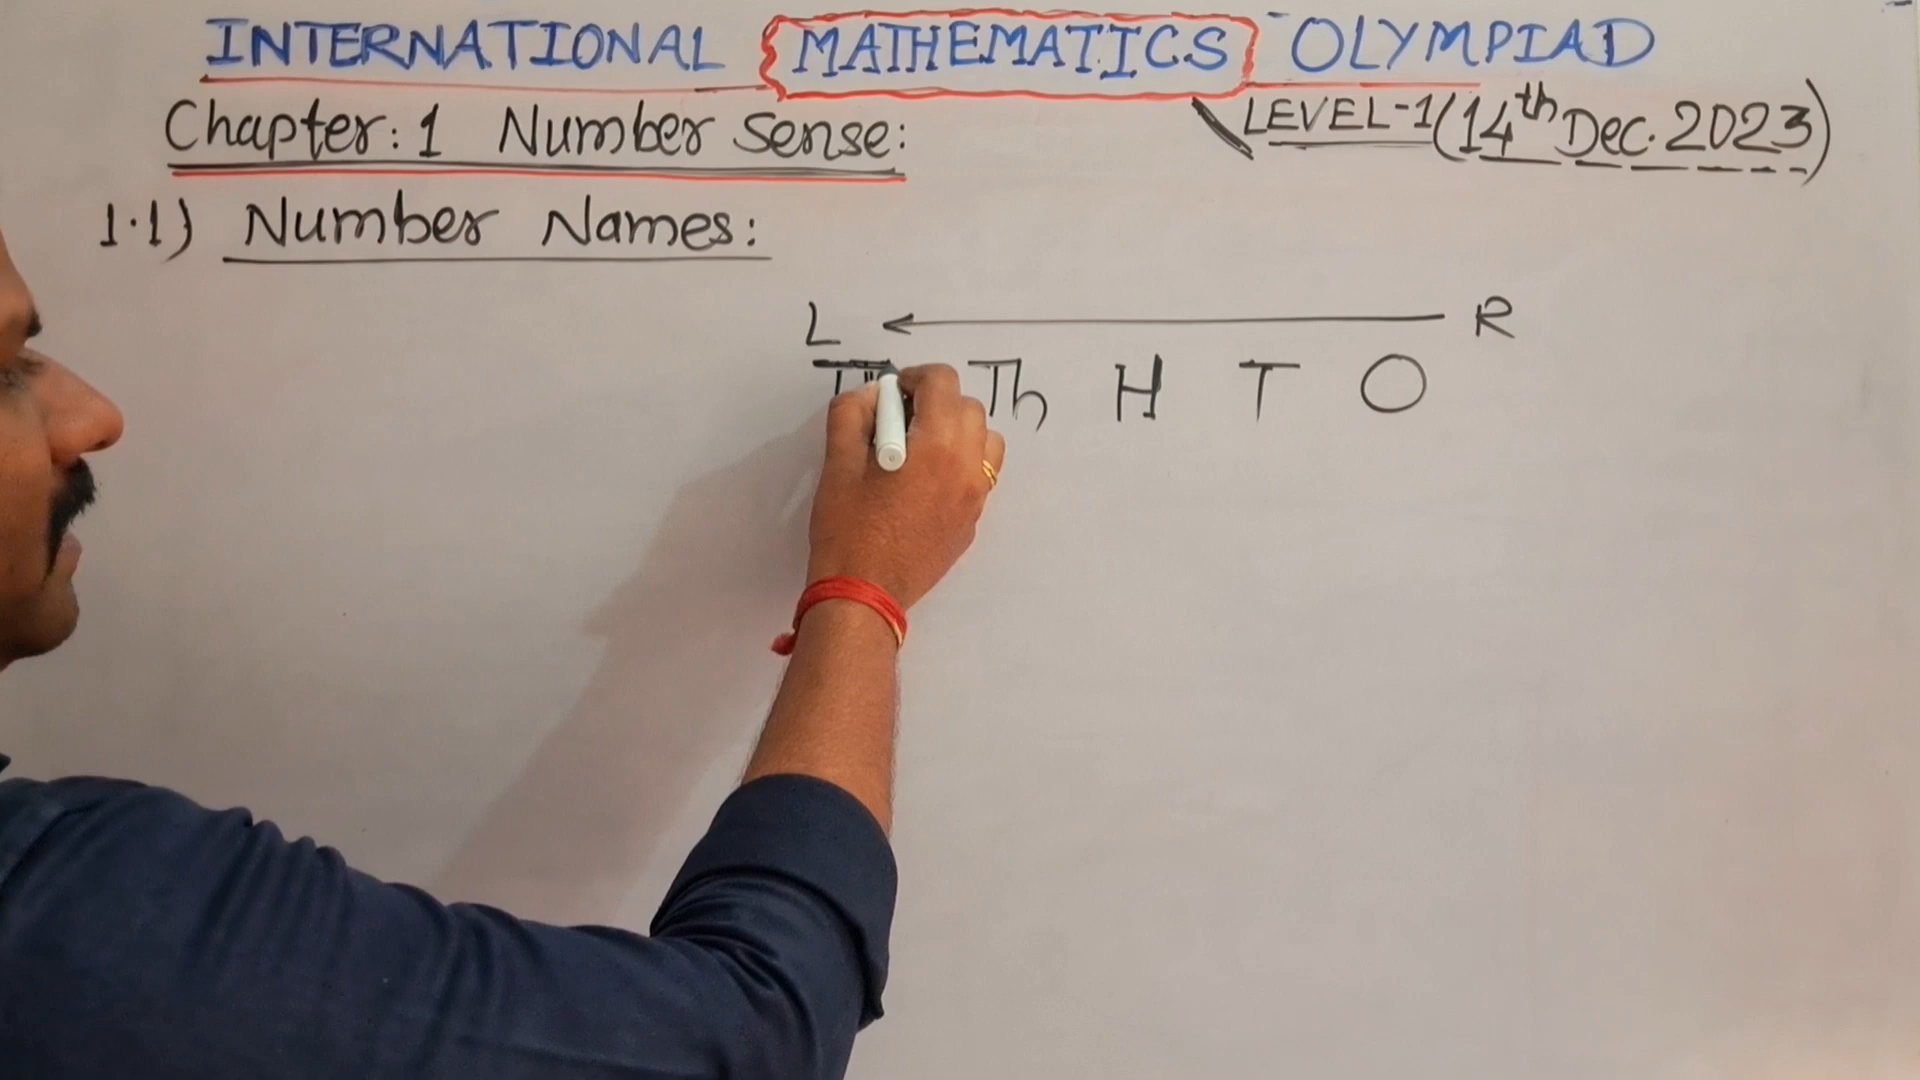 INTERNATIONAL MATHEMATICS OLYMPIAD
Chapter:1 Number Sense:
LEVEL-1(14th Dec. 2023)
1.1) Number Names:
L R
Th H T O